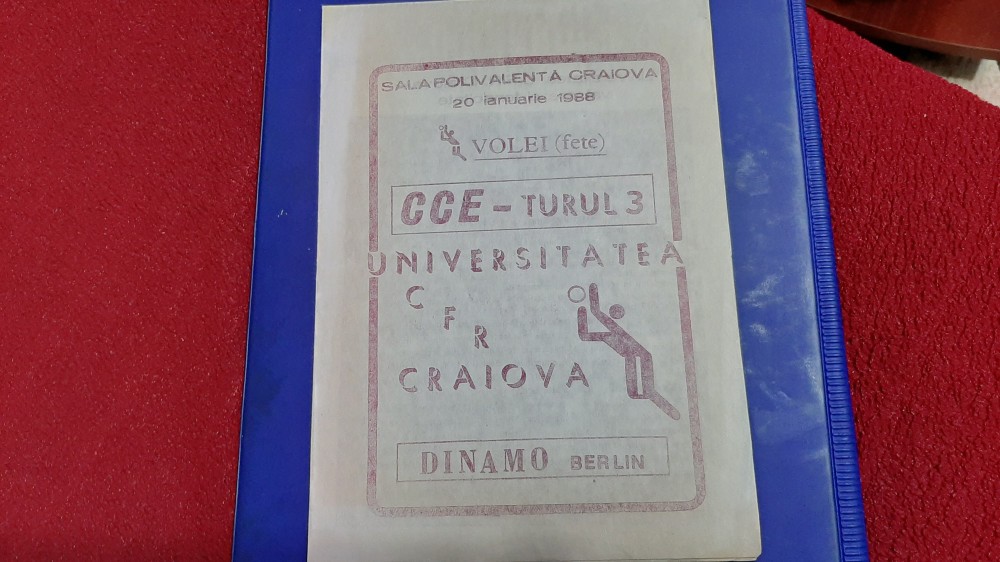 SALA POLIVALENTĂ CRAIOVA
20 ianuarie 1988
VOLEI (fete)
CCE - TURUL 3
UNIVERSITATEA
C
F
R
CRAIOVA
DINAMO BERLIN